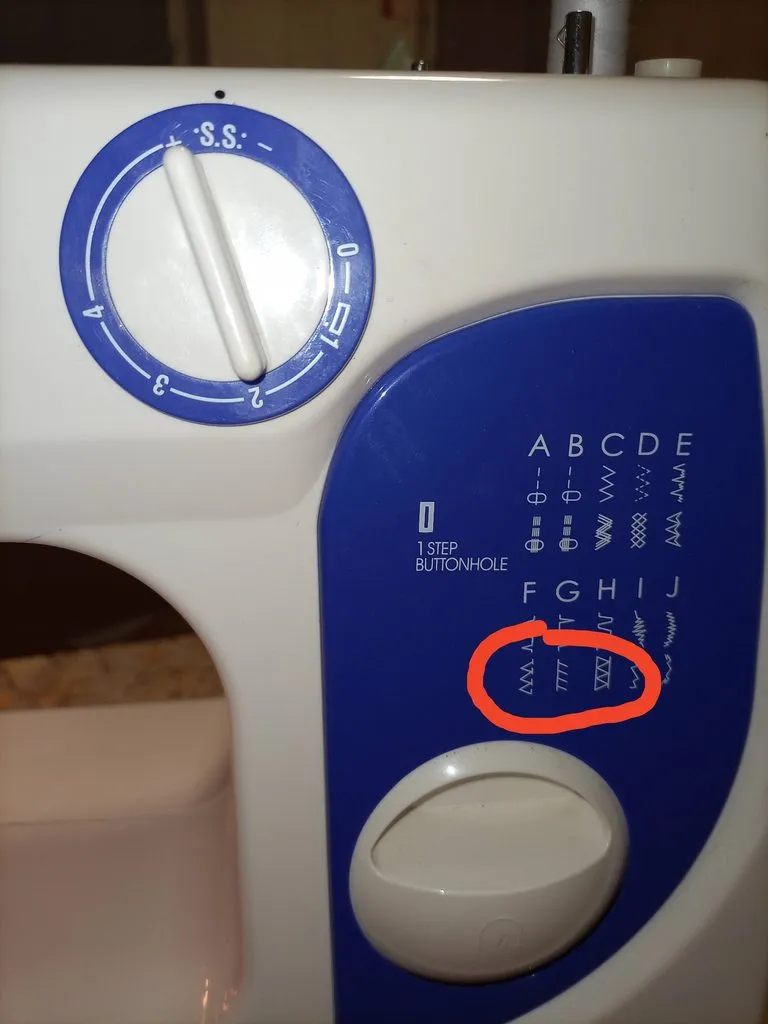 + S.S. -
0
1
2
3
4
A B C D E
1 STEP
BUTTONHOLE
F G H I J